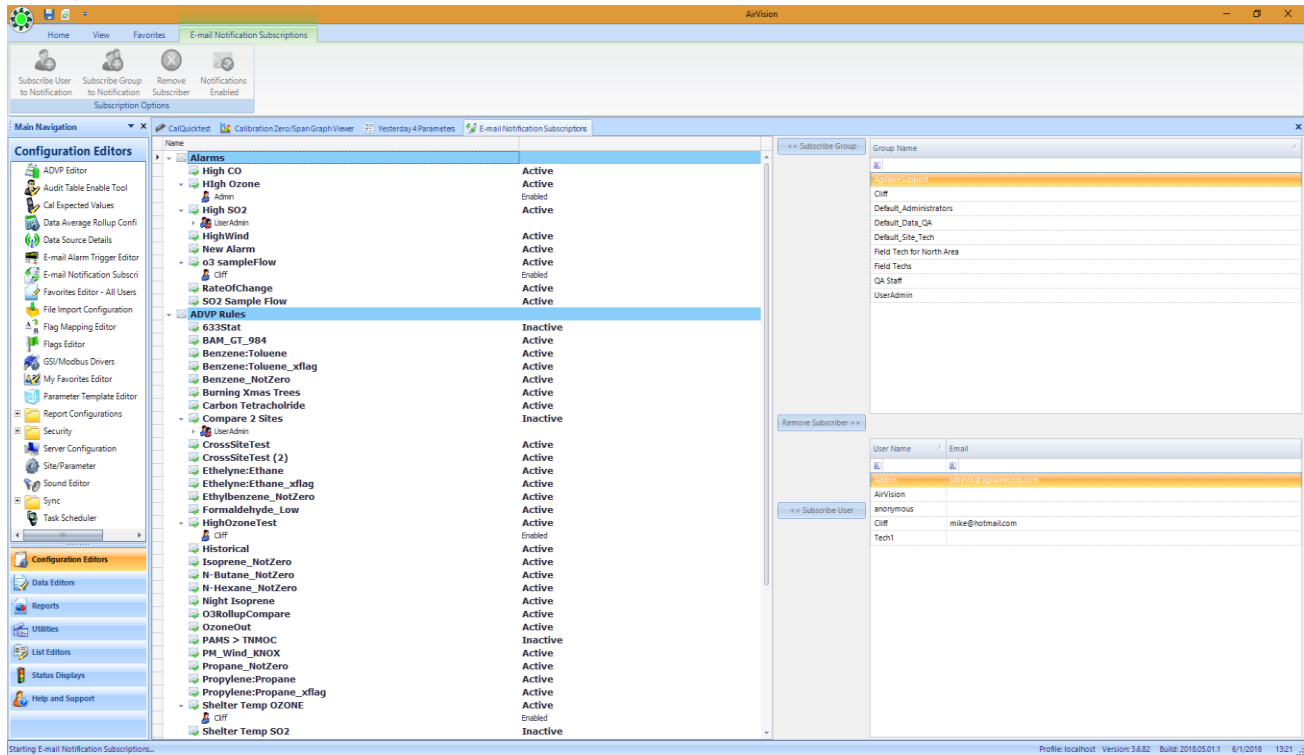 AirVision
Home View Favorites E-mail Notification Subscriptions
Subscribe User to Notification
Subscribe Group to Notification
Remove Subscriber
Notifications Enabled
Subscription Options
Main Navigation
CalQuicktest Calibration Zero/Span Graph Viewer Yesterday 4 Parameters E-mail Notification Subscriptions
Configuration Editors
ADVP Editor
Audit Table Enable Tool
Cal Expected Values
Data Average Rollup Confi
Data Source Details
E-mail Alarm Trigger Editor
E-mail Notification Subscri
Favorites Editor - All Users
File Import Configuration
Flag Mapping Editor
Flags Editor
GSI/Modbus Drivers
My Favorites Editor
Parameter Template Editor
Report Configurations
Security
Server Configuration
Site/Parameter
Sound Editor
Sync
Task Scheduler
Configuration Editors
Data Editors
Reports
Utilities
List Editors
Status Displays
Help and Support
Name
Alarms
High CO Active
HIgh Ozone Active
Admin Enabled
High SO2 Active
UserAdmin
HighWind Active
New Alarm Active
o3 sampleFlow Active
Cliff Enabled
RateOfChange Active
SO2 Sample Flow Active
ADVP Rules
633Stat Inactive
BAM_GT_984 Active
Benzene:Toluene Active
Benzene:Toluene_xflag Active
Benzene_NotZero Active
Burning Xmas Trees Active
Carbon Tetracholride Active
Compare 2 Sites Inactive
UserAdmin
CrossSiteTest Active
CrossSiteTest (2) Active
Ethelyne:Ethane Active
Ethelyne:Ethane_xflag Active
Ethylbenzene_NotZero Active
Formaldehyde_Low Active
HighOzoneTest Active
Cliff Enabled
Historical Active
Isoprene_NotZero Active
N-Butane_NotZero Active
N-Hexane_NotZero Active
Night Isoprene Active
O3RollupCompare Active
OzoneOut Active
PAMS > TNMOC Inactive
PM_Wind_KNOX Active
Propane_NotZero Active
Propylene:Propane Active
Propylene:Propane_xflag Active
Shelter Temp OZONE Active
Cliff Enabled
Shelter Temp SO2 Inactive
<< Subscribe Group
Remove Subscriber >>
<< Subscribe User
Group Name
AgilaireSupport
Cliff
Default_Administrators
Default_Data_QA
Default_Site_Tech
Field Tech for North Area
Field Techs
QA Staff
UserAdmin
User Name Email
Admin
AirVision
anonymous
Cliff mike@hotmail.com
Tech1
Starting E-mail Notification Subscriptions...
Profile: localhost Version: 3.6.82 Build: 2018.05.01.1 6/1/2018 13:21